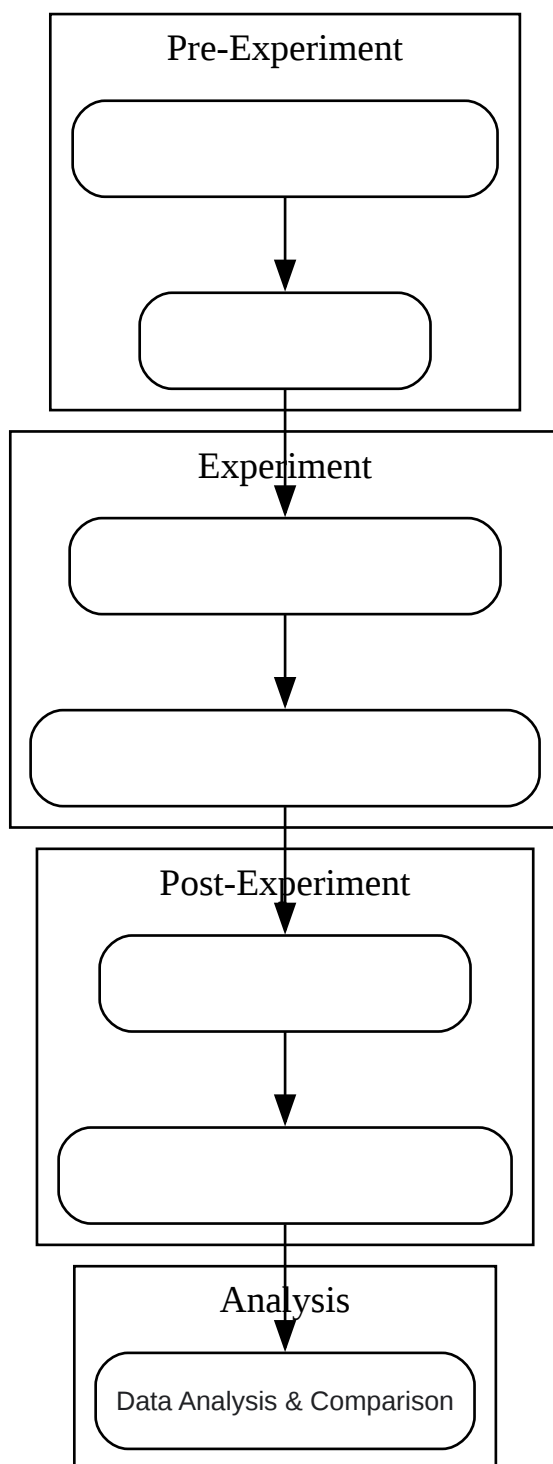 Pre-Experiment
Experiment
Post-Experiment
Analysis
Data Analysis & Comparison